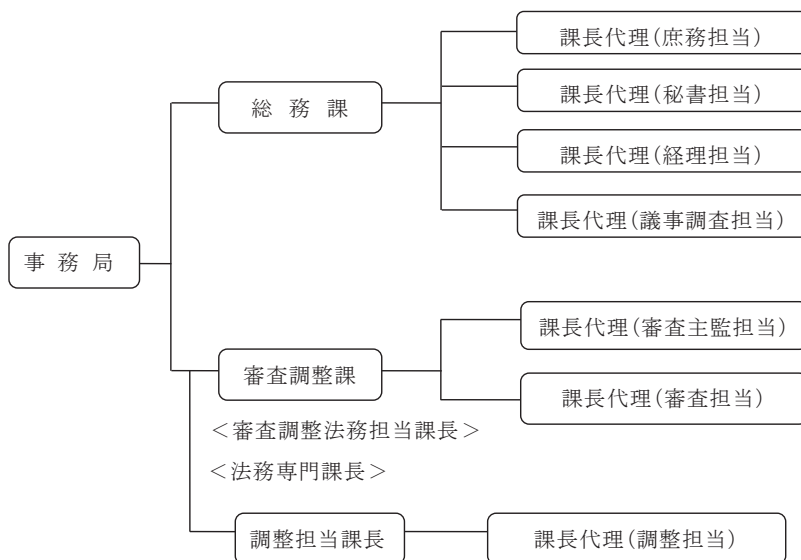 課長代理(庶務担当)
総務課
課長代理(秘書担当)
課長代理(経理担当)
課長代理(議事調査担当)
事務局
課長代理(審査主監担当)
審査調整課
課長代理(審査担当)
＜審査調整法務担当課長＞
＜法務専門課長＞
調整担当課長
課長代理(調整担当)